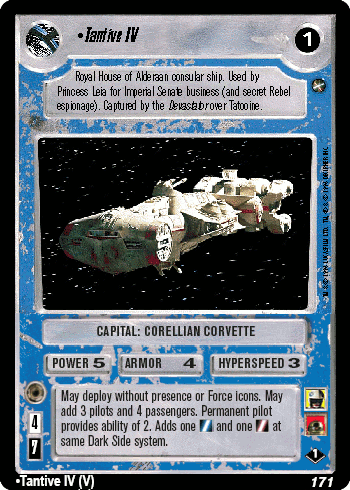 •Tantive IV
1
Royal House of Alderaan consular ship. Used by
Princess Leia for Imperial Senate business (and secret Rebel
espionage). Captured by the Devastator over Tatooine.
CAPITAL: CORELLIAN CORVETTE
POWER 5 ARMOR 4 HYPERSPEED 3
May deploy without presence or Force icons. May
add 3 pilots and 4 passengers. Permanent pilot
provides ability of 2. Adds one and one at
same Dark Side system.
4
7
1
•Tantive IV (V) 171